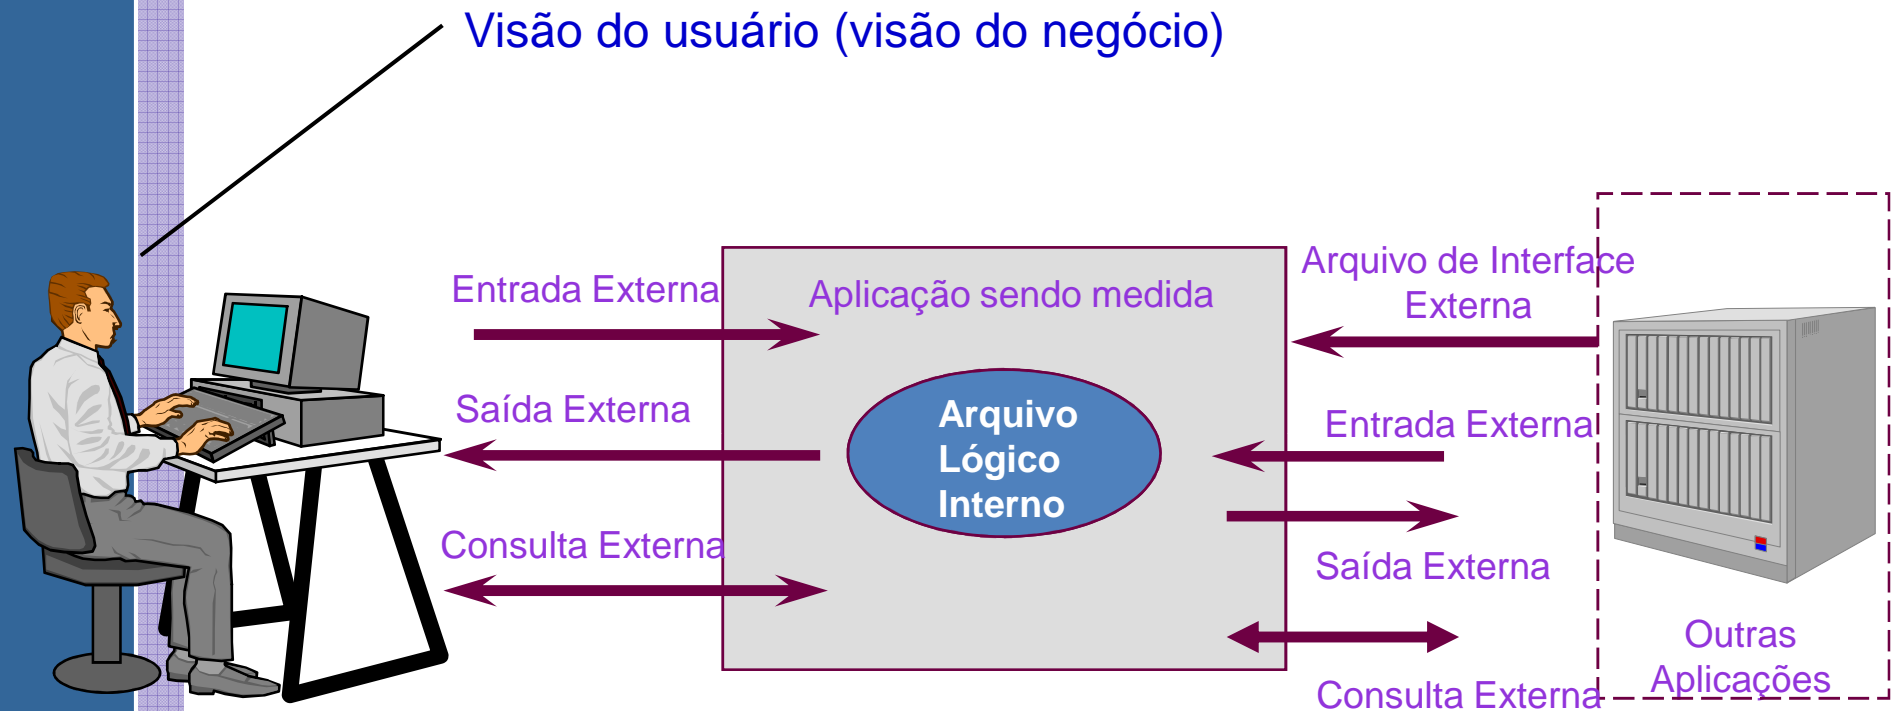 Visão do usuário (visão do negócio)
Entrada Externa
Saída Externa
Consulta Externa
Aplicação sendo medida
Arquivo
Lógico
Interno
Arquivo de Interface
Externa
Entrada Externa
Saída Externa
Consulta Externa
Outras
Aplicações